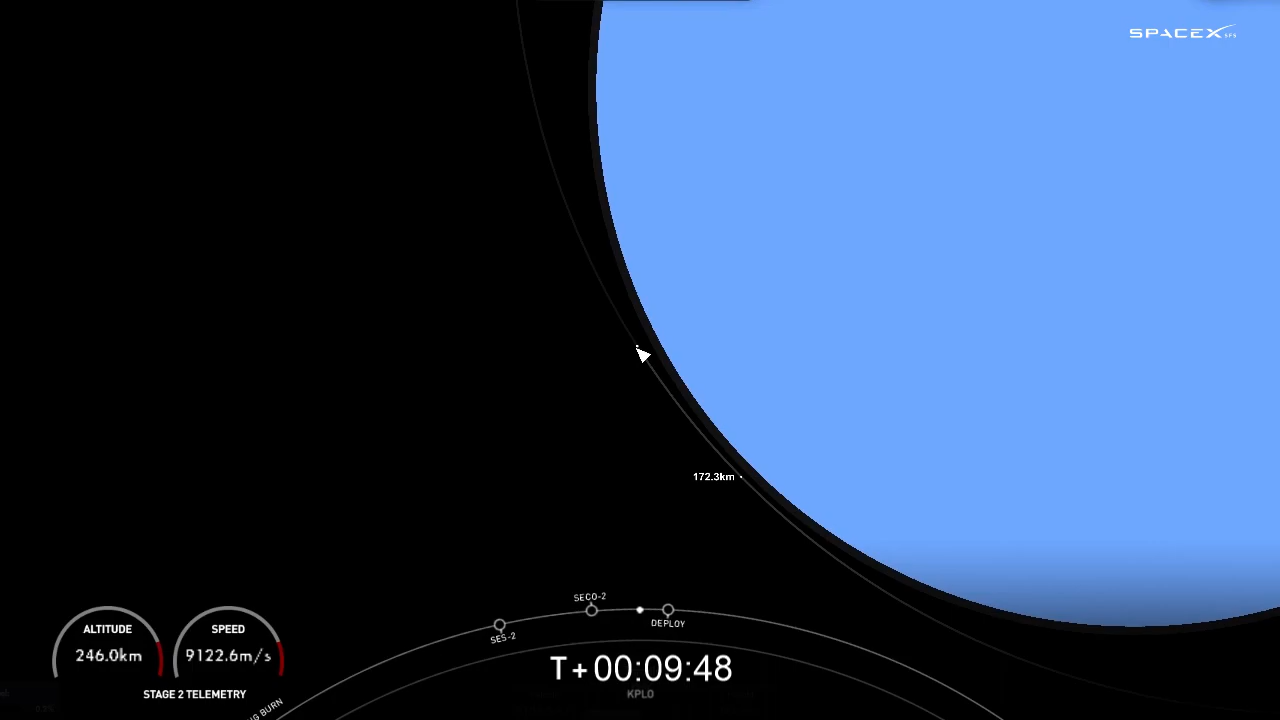 SPACEX SFS
172.3km
SECO-2
SES-2
DEPLOY
ALTITUDE
246.0km
SPEED
9122.6m/s
STAGE 2 TELEMETRY
BURN
T+00:09:48
KPLO